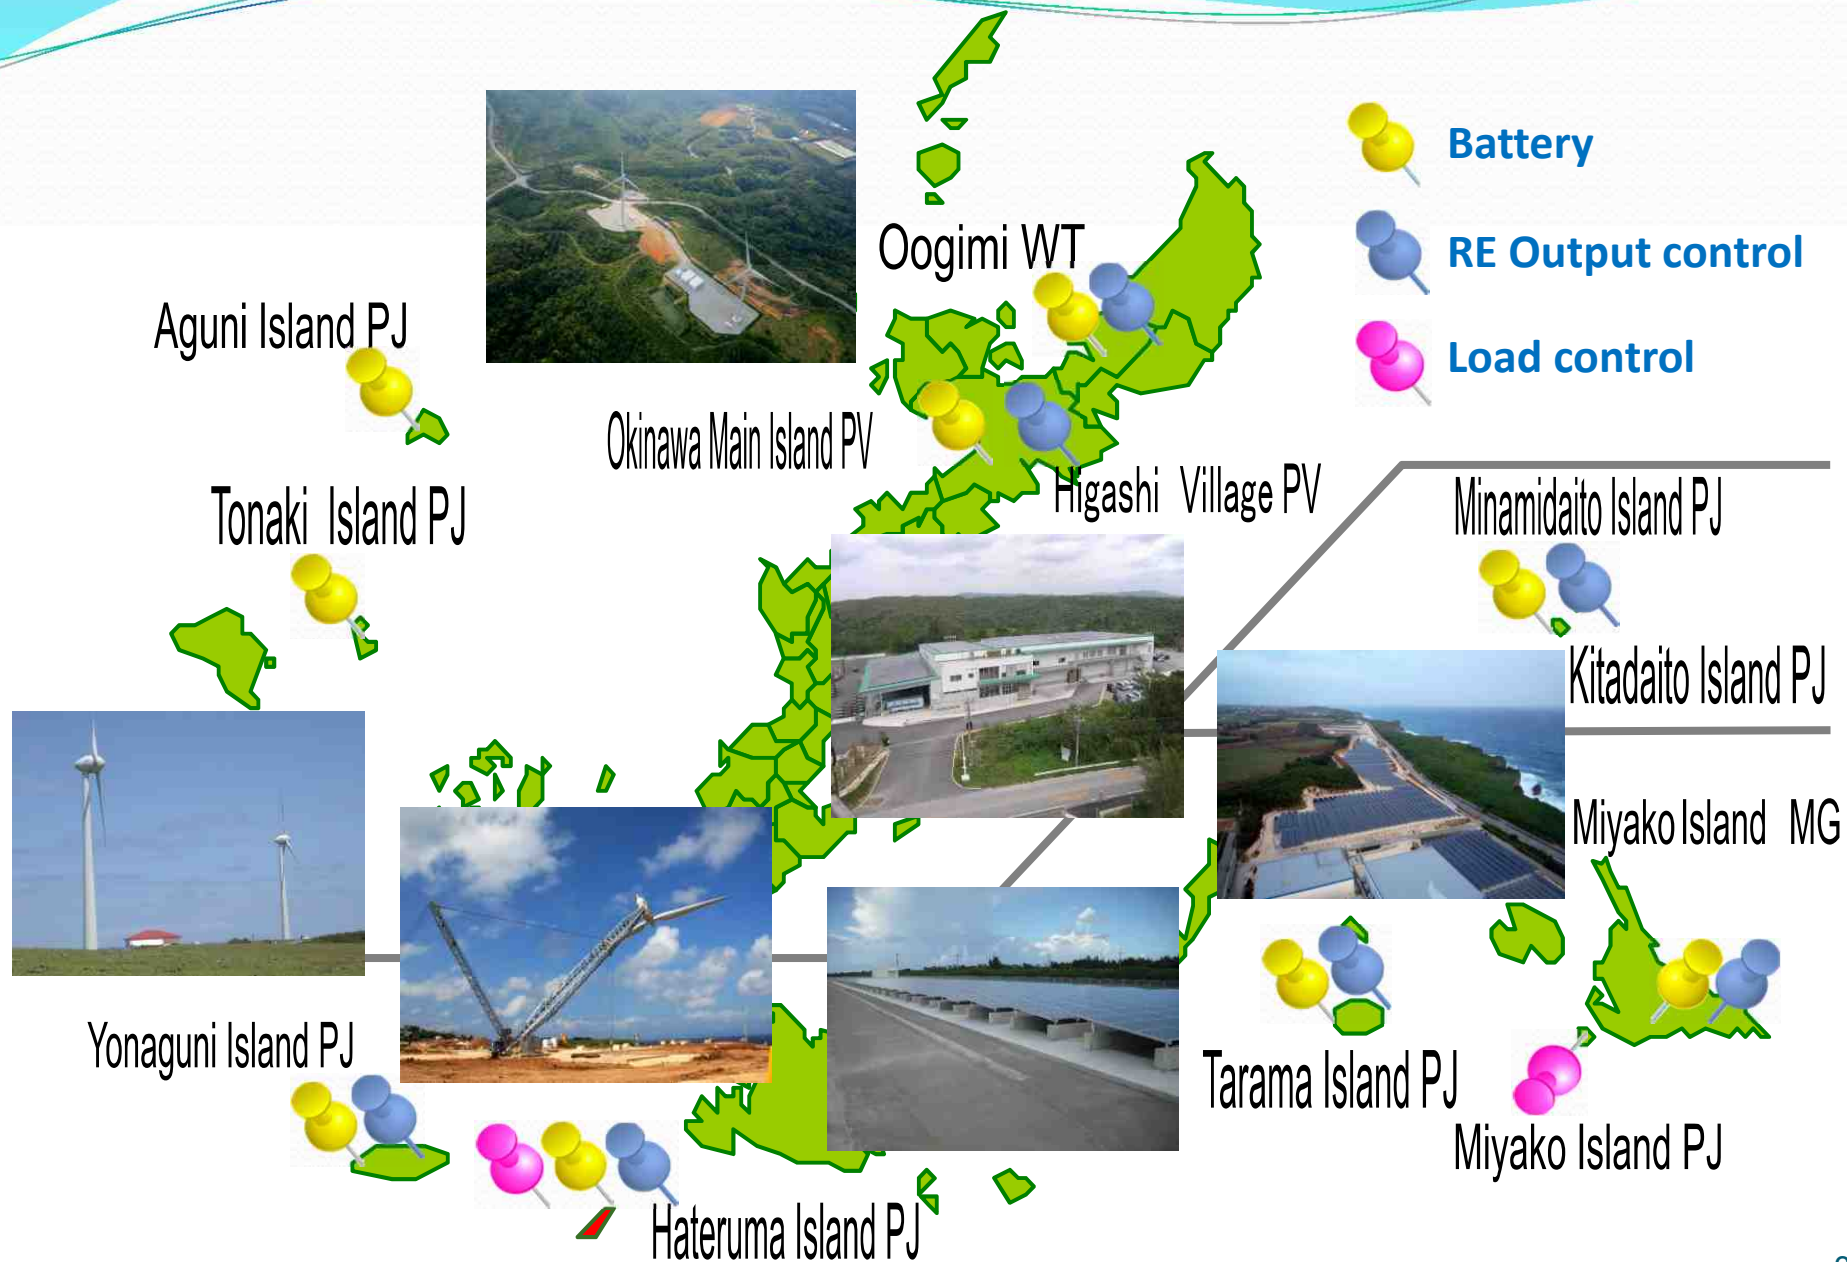 Battery
Oogimi WT
RE Output control
Aguni Island PJ
Load control
Okinawa Main Island PV
Higashi Village PV
Minamidaito Island PJ
Tonaki Island PJ
Kitadaito Island PJ
Miyako Island MG
Yonaguni Island PJ
Tarama Island PJ
Miyako Island PJ
Hateruma Island PJ